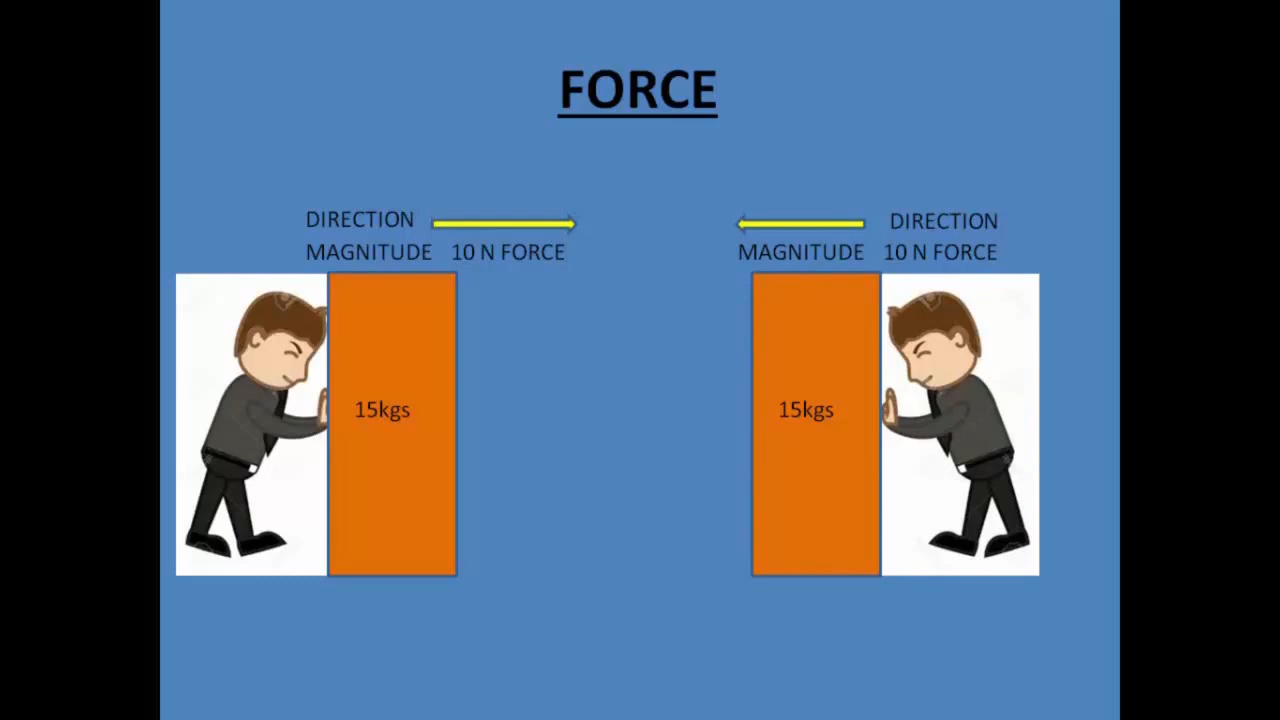 FORCE
DIRECTION
MAGNITUDE 10 N FORCE
15kgs
DIRECTION
MAGNITUDE 10 N FORCE
15kgs